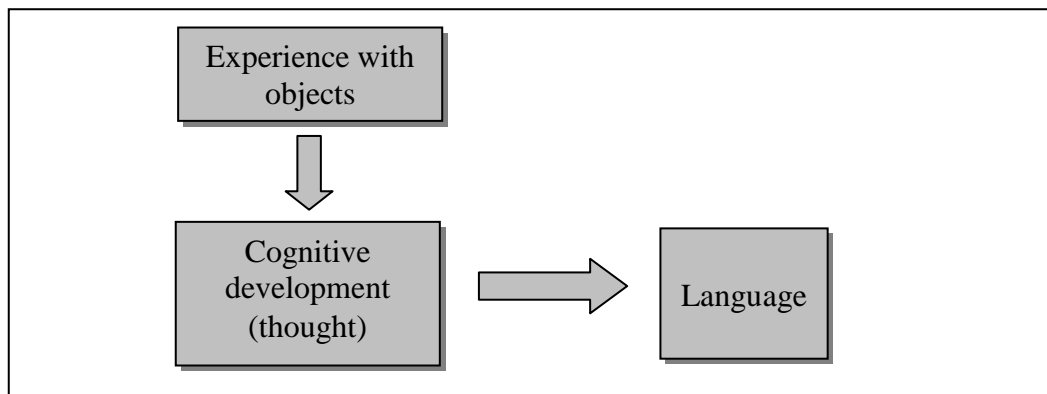 Experience with
objects
Cognitive
development
(thought)
Language